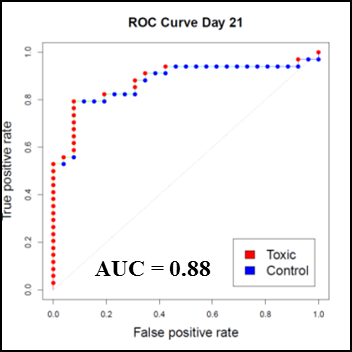 ROC Curve Day 21
True positive rate
1.0
0.8
0.6
0.4
0.2
0.0
AUC = 0.88
Toxic
Control
0.0 0.2 0.4 0.6 0.8 1.0
False positive rate